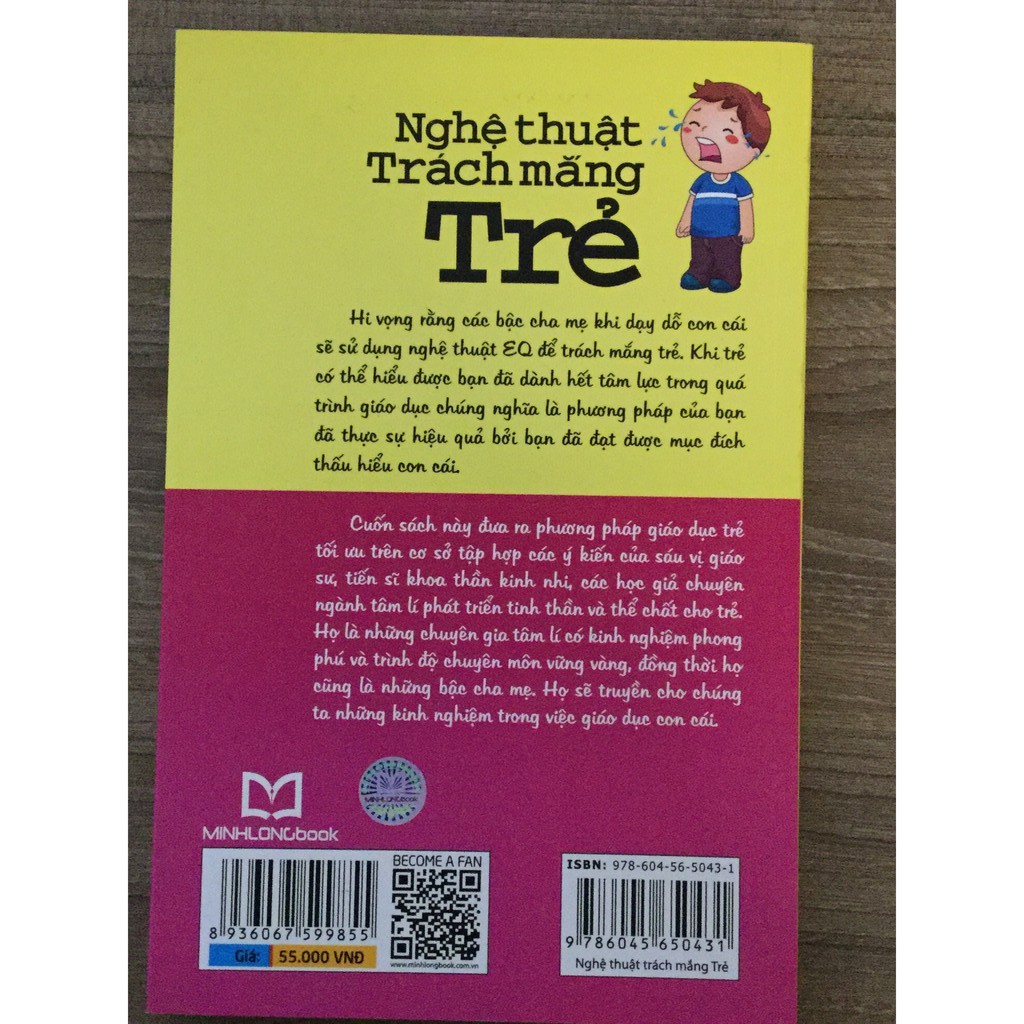 Nghệ thuật
Trách mắng
Trẻ
Hi vọng rằng các bậc cha mẹ khi dạy dỗ con cái
sẽ sử dụng nghệ thuật EQ để trách mắng trẻ. Khi trẻ
có thể hiểu được bạn đã dành hết tâm lực trong quá
trình giáo dục chúng nghĩa là phương pháp của bạn
đã thực sự hiệu quả bởi bạn đã đạt được mục đích
thấu hiểu con cái.
Cuốn sách này đưa ra phương pháp giáo dục trẻ
tối ưu trên cơ sở tập hợp các ý kiến của sáu vị giáo
sư, tiến sĩ khoa thần kinh nhi, các học giả chuyên
ngành tâm lí phát triển tinh thần và thể chất cho trẻ.
Họ là những chuyên gia tâm lí có kinh nghiệm phong
phú và trình độ chuyên môn vững vàng, đồng thời họ
cũng là những bậc cha mẹ. Họ sẽ truyền cho chúng
ta những kinh nghiệm trong việc giáo dục con cái.
MINHLONGbook
MINHLONGbook
BECOME A FAN
8 936067 599855
Giá: 55.000 VNĐ
www.minhlongbook.com.vn
ISBN: 978-604-56-5043-1
9 786045 650431
Nghệ thuật trách mắng Trẻ